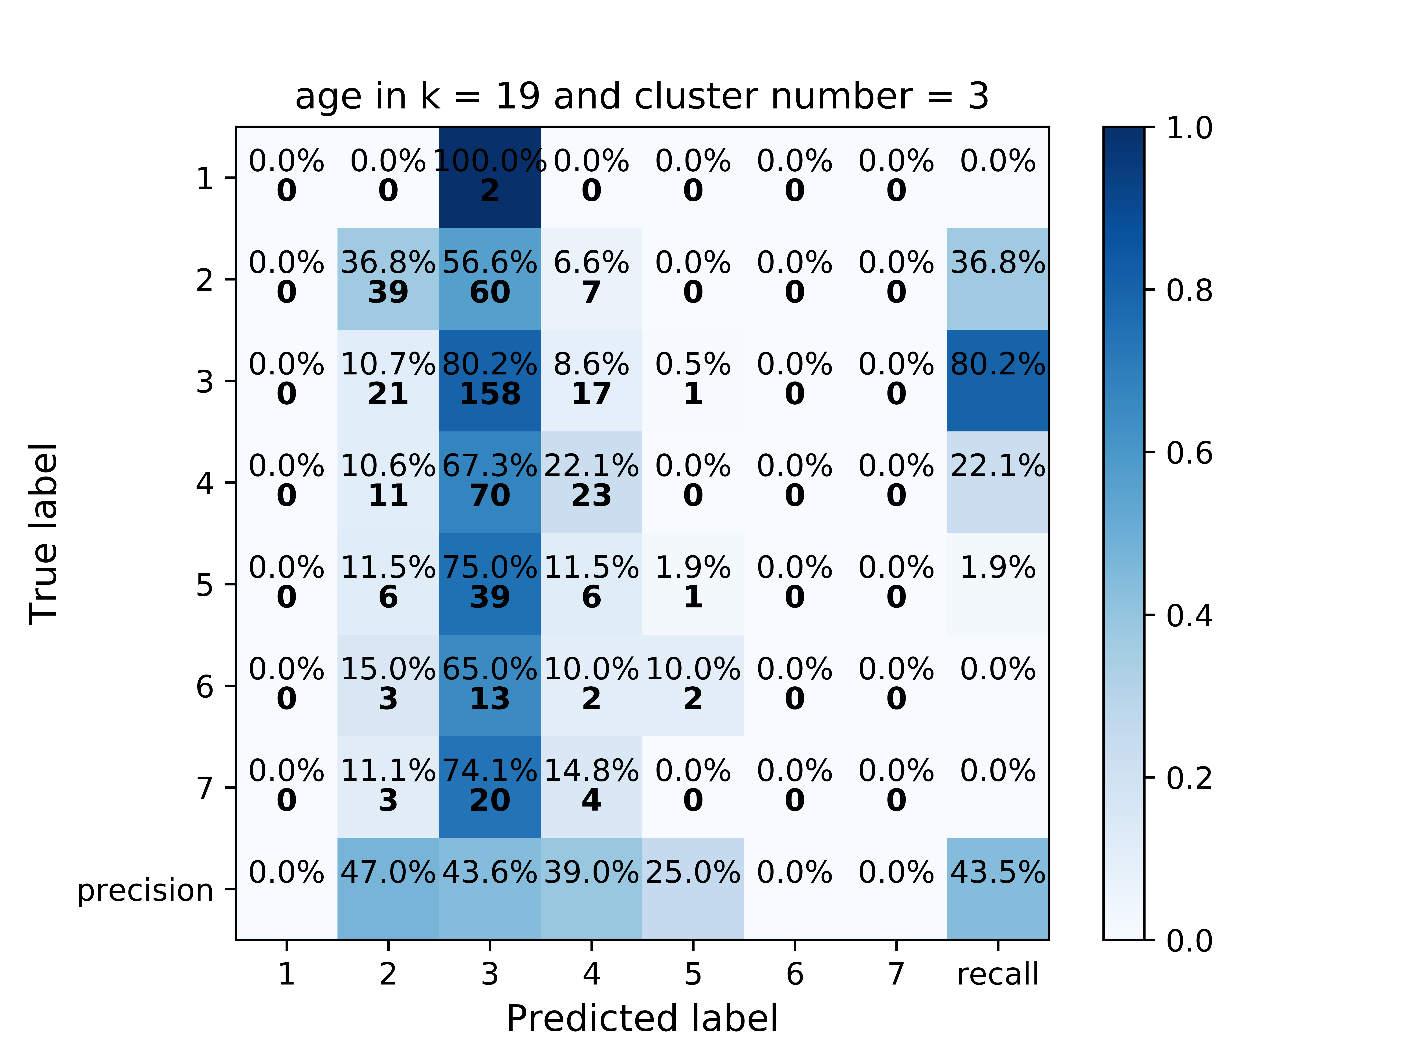 age in k = 19 and cluster number = 3
1.0
0.0% 0.0% 100.0% 0.0% 0.0% 0.0% 0.0% 0.0%
1 0 0 2 0 0 0 0
0.0% 36.8% 56.6% 6.6% 0.0% 0.0% 0.0% 36.8%
2 0 39 60 7 0 0 0
0.8
0.0% 10.7% 80.2% 8.6% 0.5% 0.0% 0.0% 80.2%
3 0 21 158 17 1 0 0
0.6
0.0% 10.6% 67.3% 22.1% 0.0% 0.0% 0.0% 22.1%
4 0 11 70 23 0 0 0
True label
0.0% 11.5% 75.0% 11.5% 1.9% 0.0% 0.0% 1.9%
5 0 6 39 6 1 0 0
0.4
0.0% 15.0% 65.0% 10.0% 10.0% 0.0% 0.0% 0.0%
6 0 3 13 2 2 0 0
0.2
0.0% 11.1% 74.1% 14.8% 0.0% 0.0% 0.0% 0.0%
7 0 3 20 4 0 0 0
precision 0.0% 47.0% 43.6% 39.0% 25.0% 0.0% 0.0% 43.5%
0.0
1 2 3 4 5 6 7 recall
Predicted label